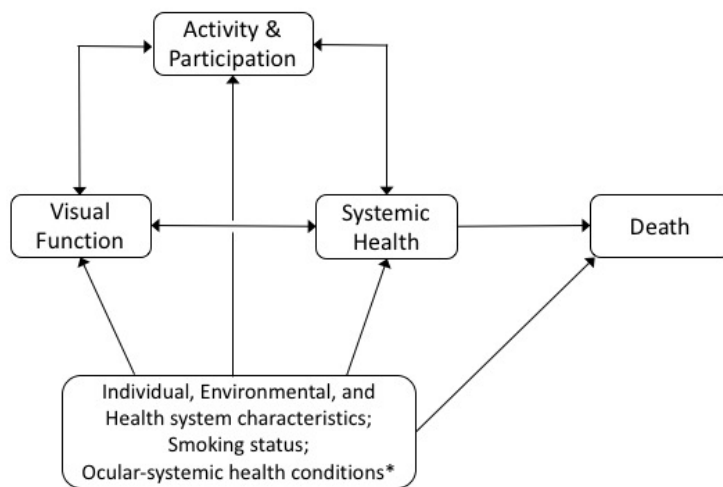 Activity &
Participation
Visual
Function
Systemic
Health
Death
Individual, Environmental, and
Health system characteristics;
Smoking status;
Ocular-systemic health conditions*